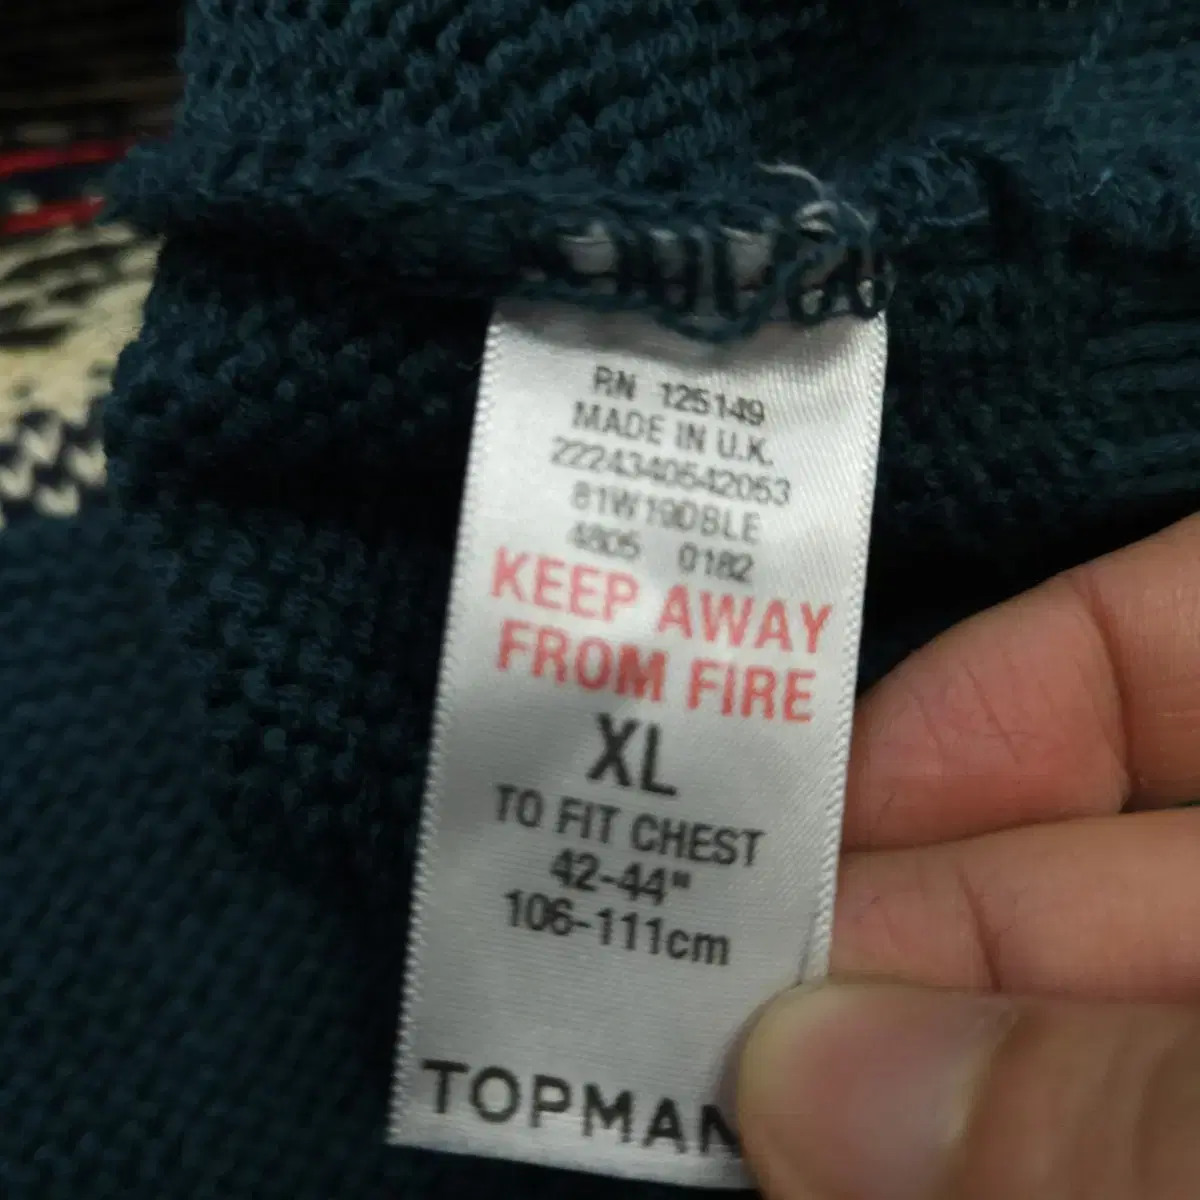 RN 125149
MADE IN U.K.
2224340542053
81W19DBLE
4805 0182
KEEP AWAY
FROM FIRE
XL
TO FIT CHEST
42-44"
106-111cm
TOPMAN